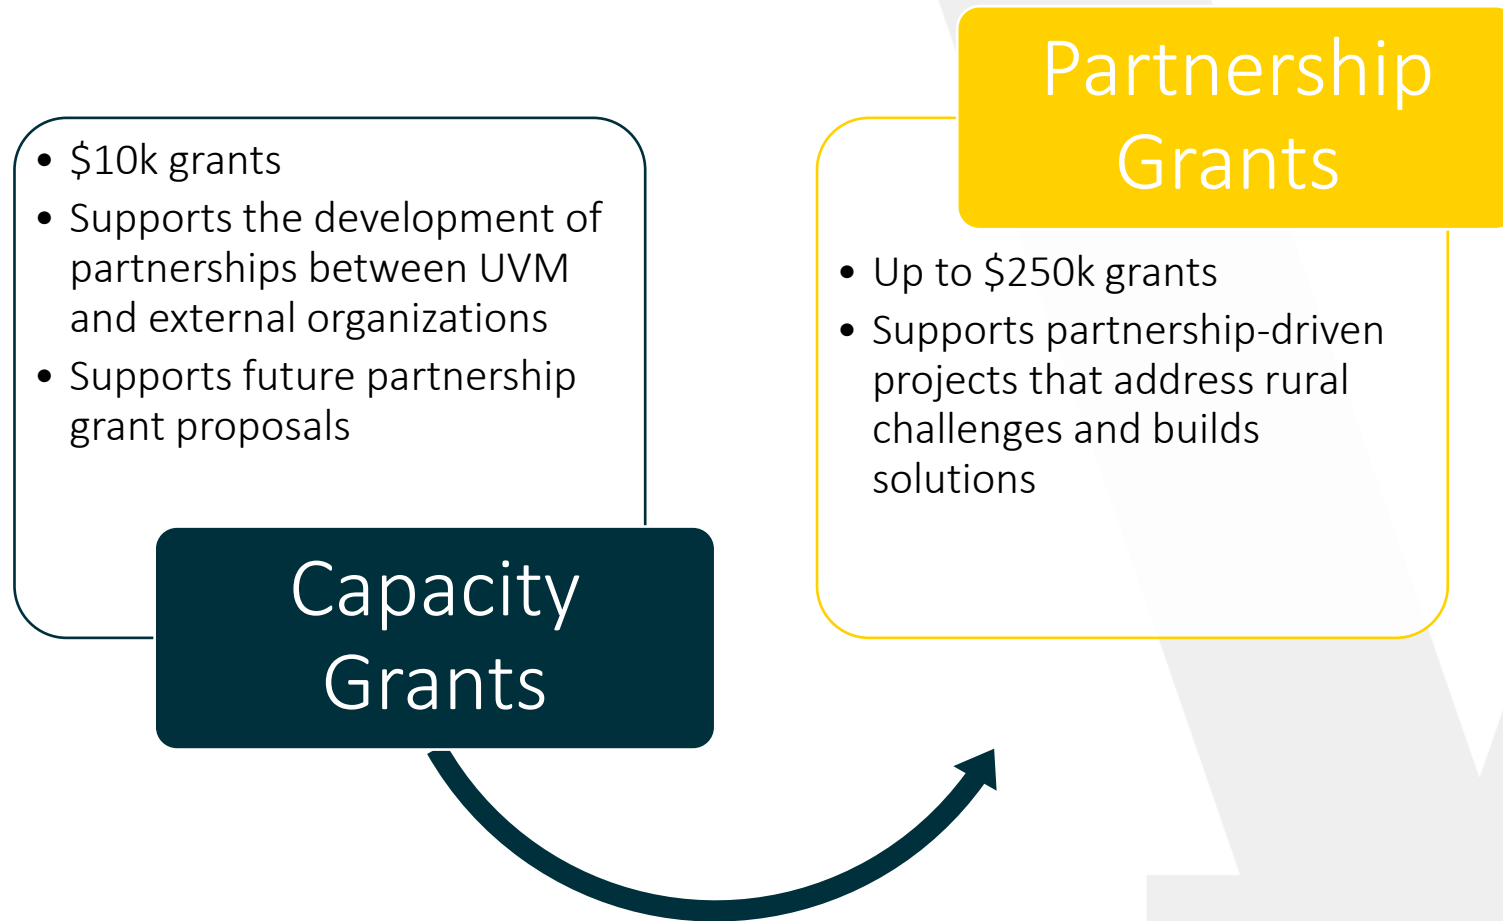 • $10k grants
• Supports the development of
partnerships between UVM
and external organizations
• Supports future partnership
grant proposals
Capacity
Grants
Partnership
Grants
• Up to $250k grants
• Supports partnership-driven
projects that address rural
challenges and builds
solutions